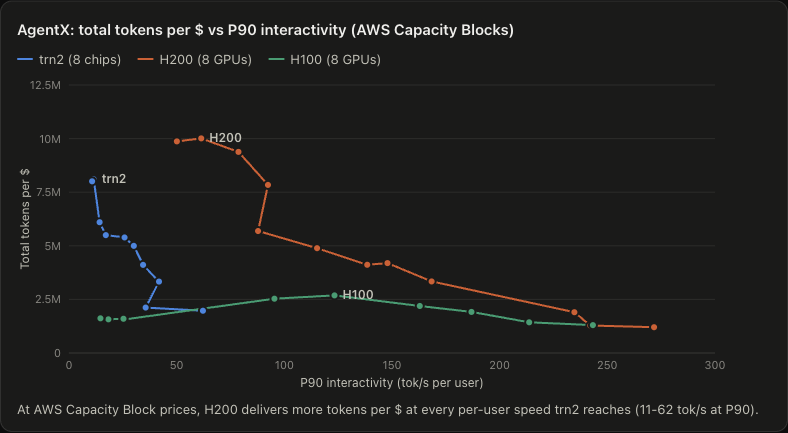 AgentX: total tokens per $ vs P90 interactivity (AWS Capacity Blocks)
trn2 (8 chips) H200 (8 GPUs) H100 (8 GPUs)
12.5M
10M
7.5M
5M
2.5M
0
Total tokens per $
H200
trn2
H100
0 50 100 150 200 250 300
P90 interactivity (tok/s per user)
At AWS Capacity Block prices, H200 delivers more tokens per $ at every per-user speed trn2 reaches (11-62 tok/s at P90).